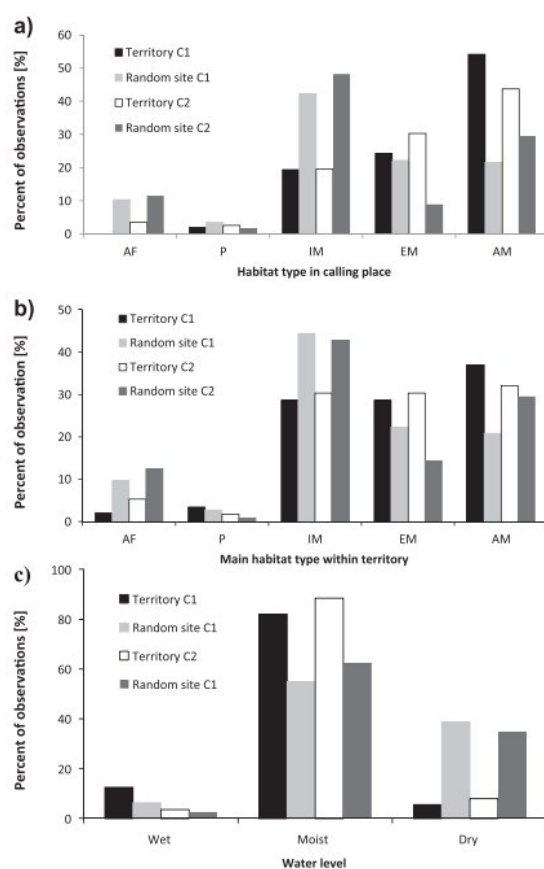 a)
Percent of observations [%]
60
50
40
30
20
10
0
Territory C1
Random site C1
Territory C2
Random site C2
AF P IM EM AM
Habitat type in calling place
b)
Percent of observation [%]
50
40
30
20
10
0
Territory C1
Random site C1
Territory C2
Random site C2
AF P IM EM AM
Main habitat type within territory
c)
Percent of observations [%]
100
80
60
40
20
0
Territory C1
Random site C1
Territory C2
Random site C1
Wet Moist Dry
Water level